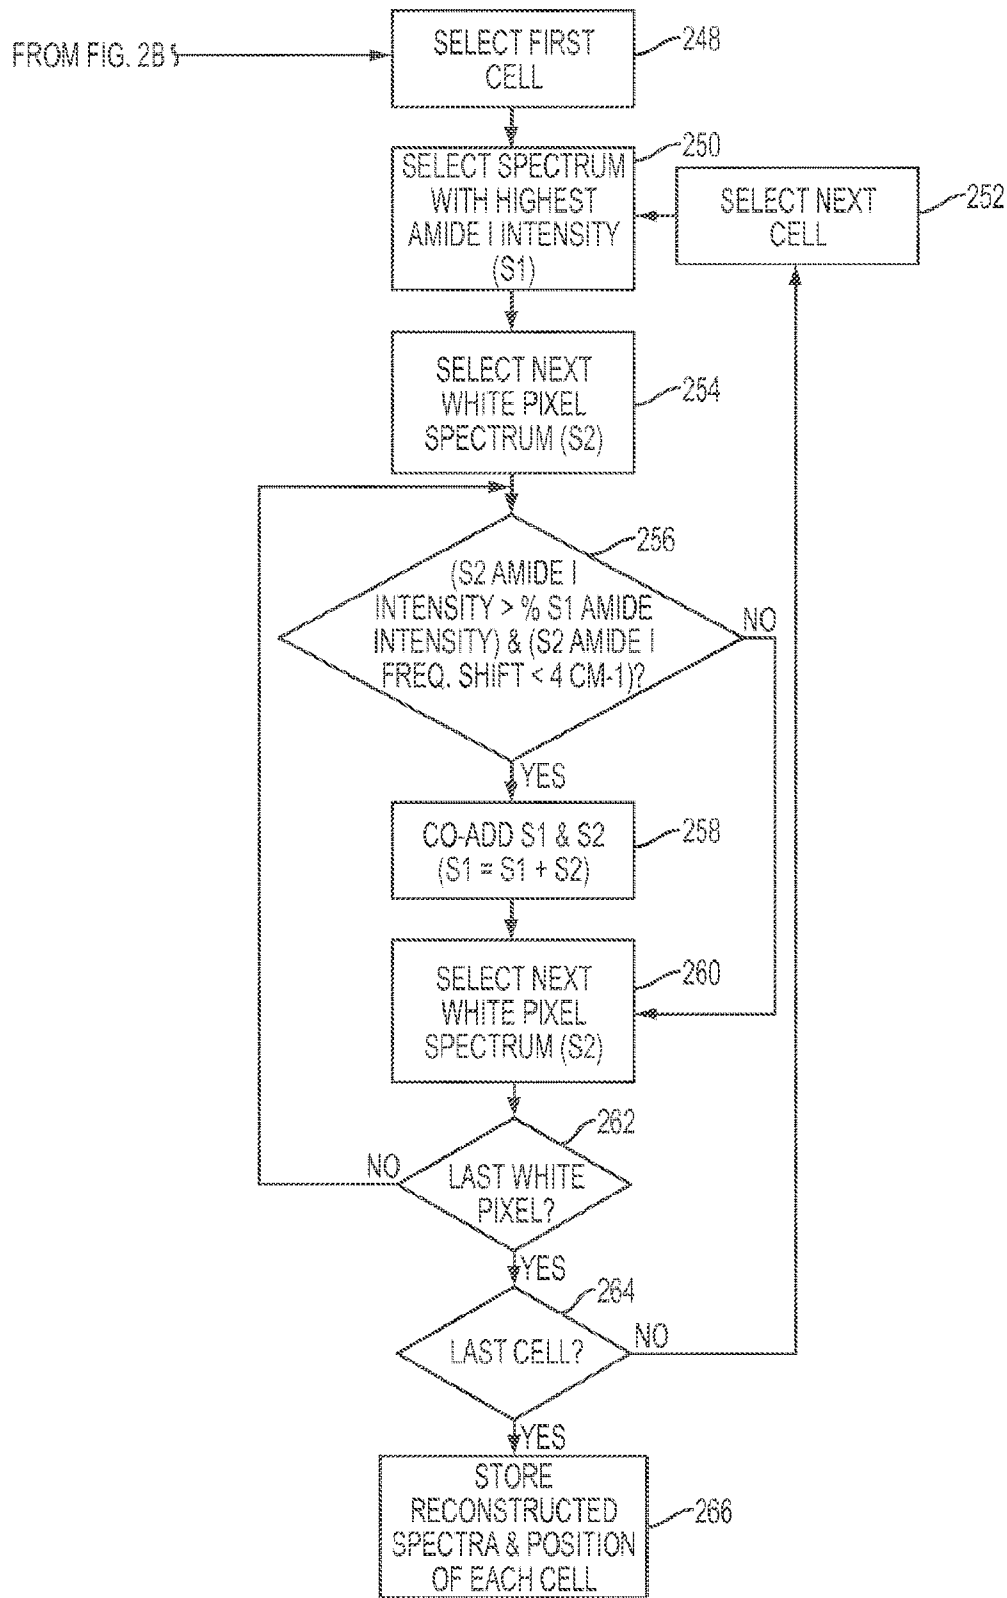 FROM FIG. 2B
SELECT FIRST
CELL
248
SELECT SPECTRUM
WITH HIGHEST
AMIDE I INTENSITY
(S1)
250
SELECT NEXT
CELL
252
SELECT NEXT
WHITE PIXEL
SPECTRUM (S2)
254
256
(S2 AMIDE I
INTENSITY > % S1 AMIDE
INTENSITY) & (S2 AMIDE I
FREQ. SHIFT < 4 CM-1)?
NO
YES
CO-ADD S1 & S2
(S1 = S1 + S2)
258
SELECT NEXT
WHITE PIXEL
SPECTRUM (S2)
260
262
NO
LAST WHITE
PIXEL?
YES
264
LAST CELL?
NO
YES
STORE
RECONSTRUCTED
SPECTRA & POSITION
OF EACH CELL
266